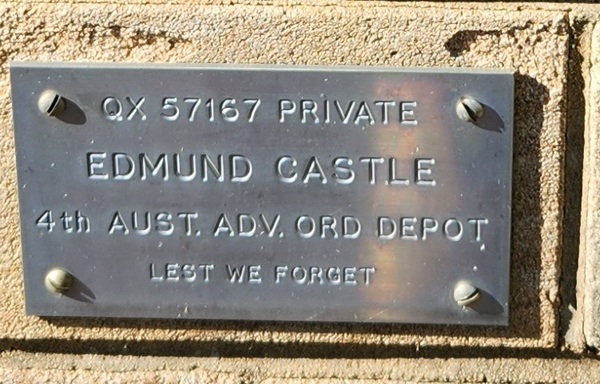 QX 57167 PRIVATE
EDMUND CASTLE
4th AUST. ADV. ORD DEPOT
LEST WE FORGET